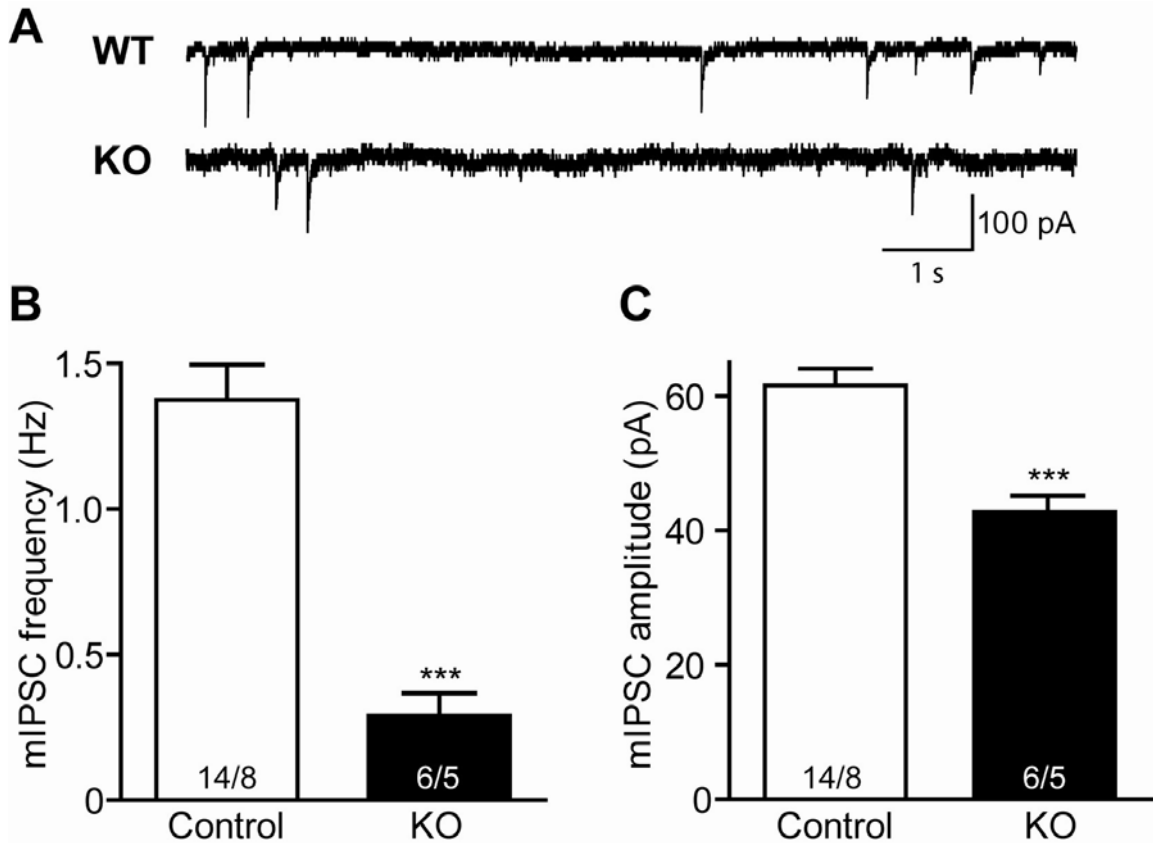 A
WT
KO
100 pA
1 s
B
mIPSC frequency (Hz)
1.5
1.0
0.5
0
***
14/8
6/5
Control
KO
C
mIPSC amplitude (pA)
60
40
20
0
***
14/8
6/5
Control
KO